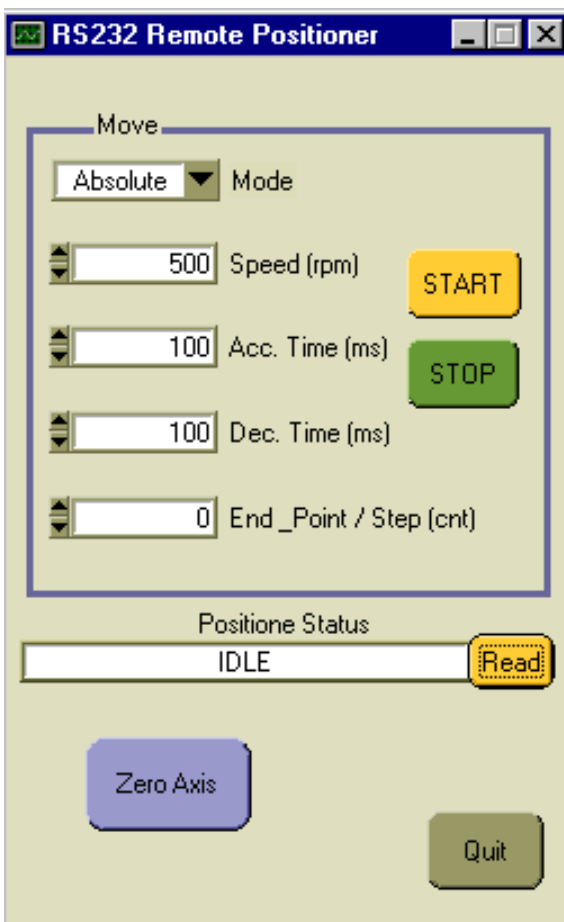 RS232 Remote Positioner
Move
Absolute Mode
500 Speed (rpm)
START
100 Acc. Time (ms)
STOP
100 Dec. Time (ms)
0 End _Point / Step (cnt)
Positione Status
IDLE Read
Zero Axis
Quit